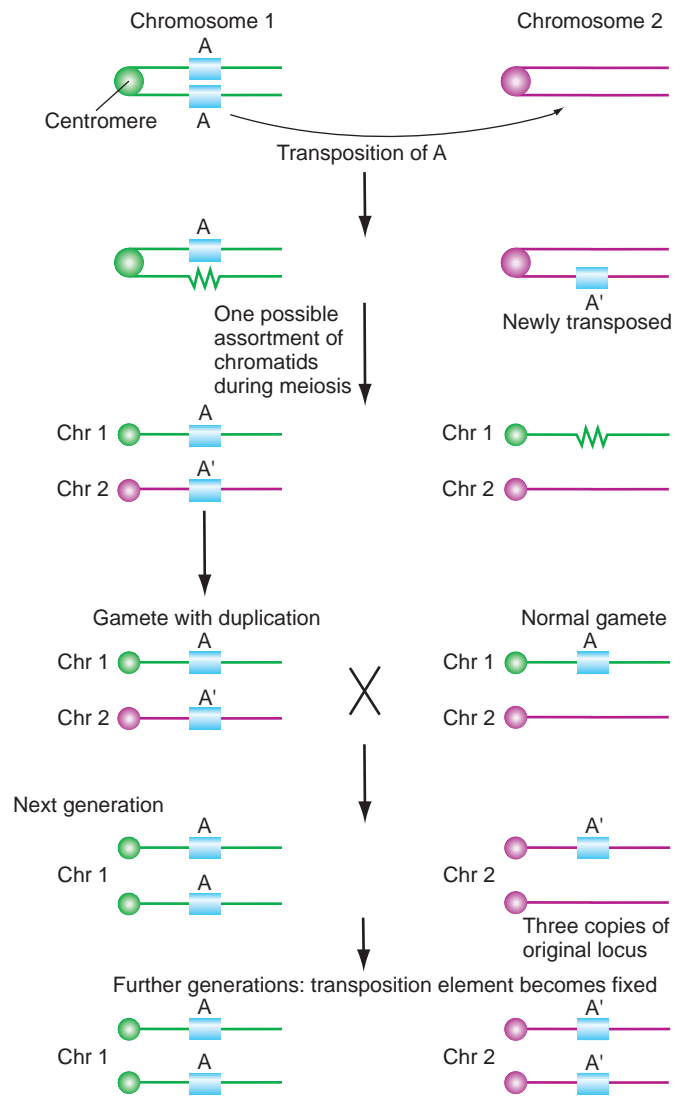 Chromosome 1
Chromosome 2
A
Centromere
A
Transposition of A
A
A'
Newly transposed
One possible
assortment of
chromatids
during meiosis
A
Chr 1
Chr 1
A'
Chr 2
Chr 2
Gamete with duplication
Normal gamete
A
A
Chr 1
Chr 1
A'
Chr 2
Chr 2
Next generation
A
A'
Chr 1
Chr 2
A
Three copies of
original locus
Further generations: transposition element becomes fixed
A
A'
Chr 1
Chr 2
A
A'